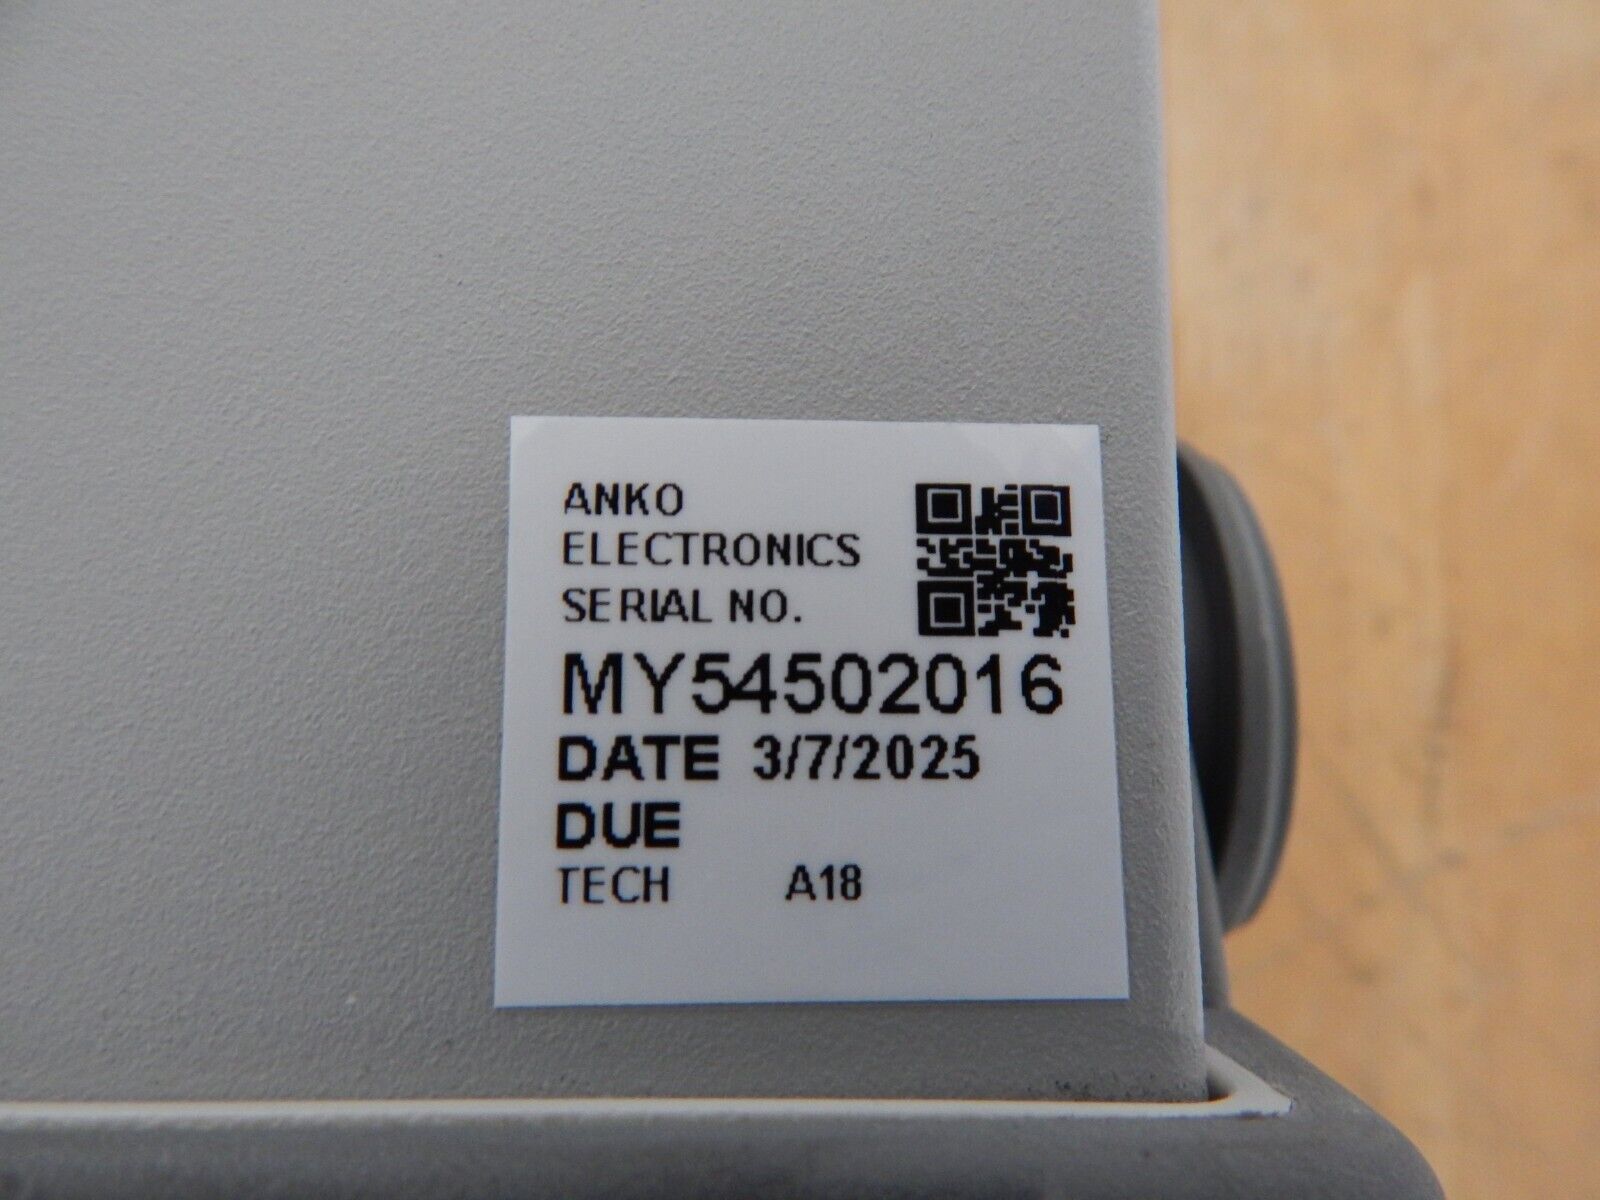 ANKO
ELECTRONICS
SERIAL NO.
MY54502016
DATE 3/7/2025
DUE
TECH A18